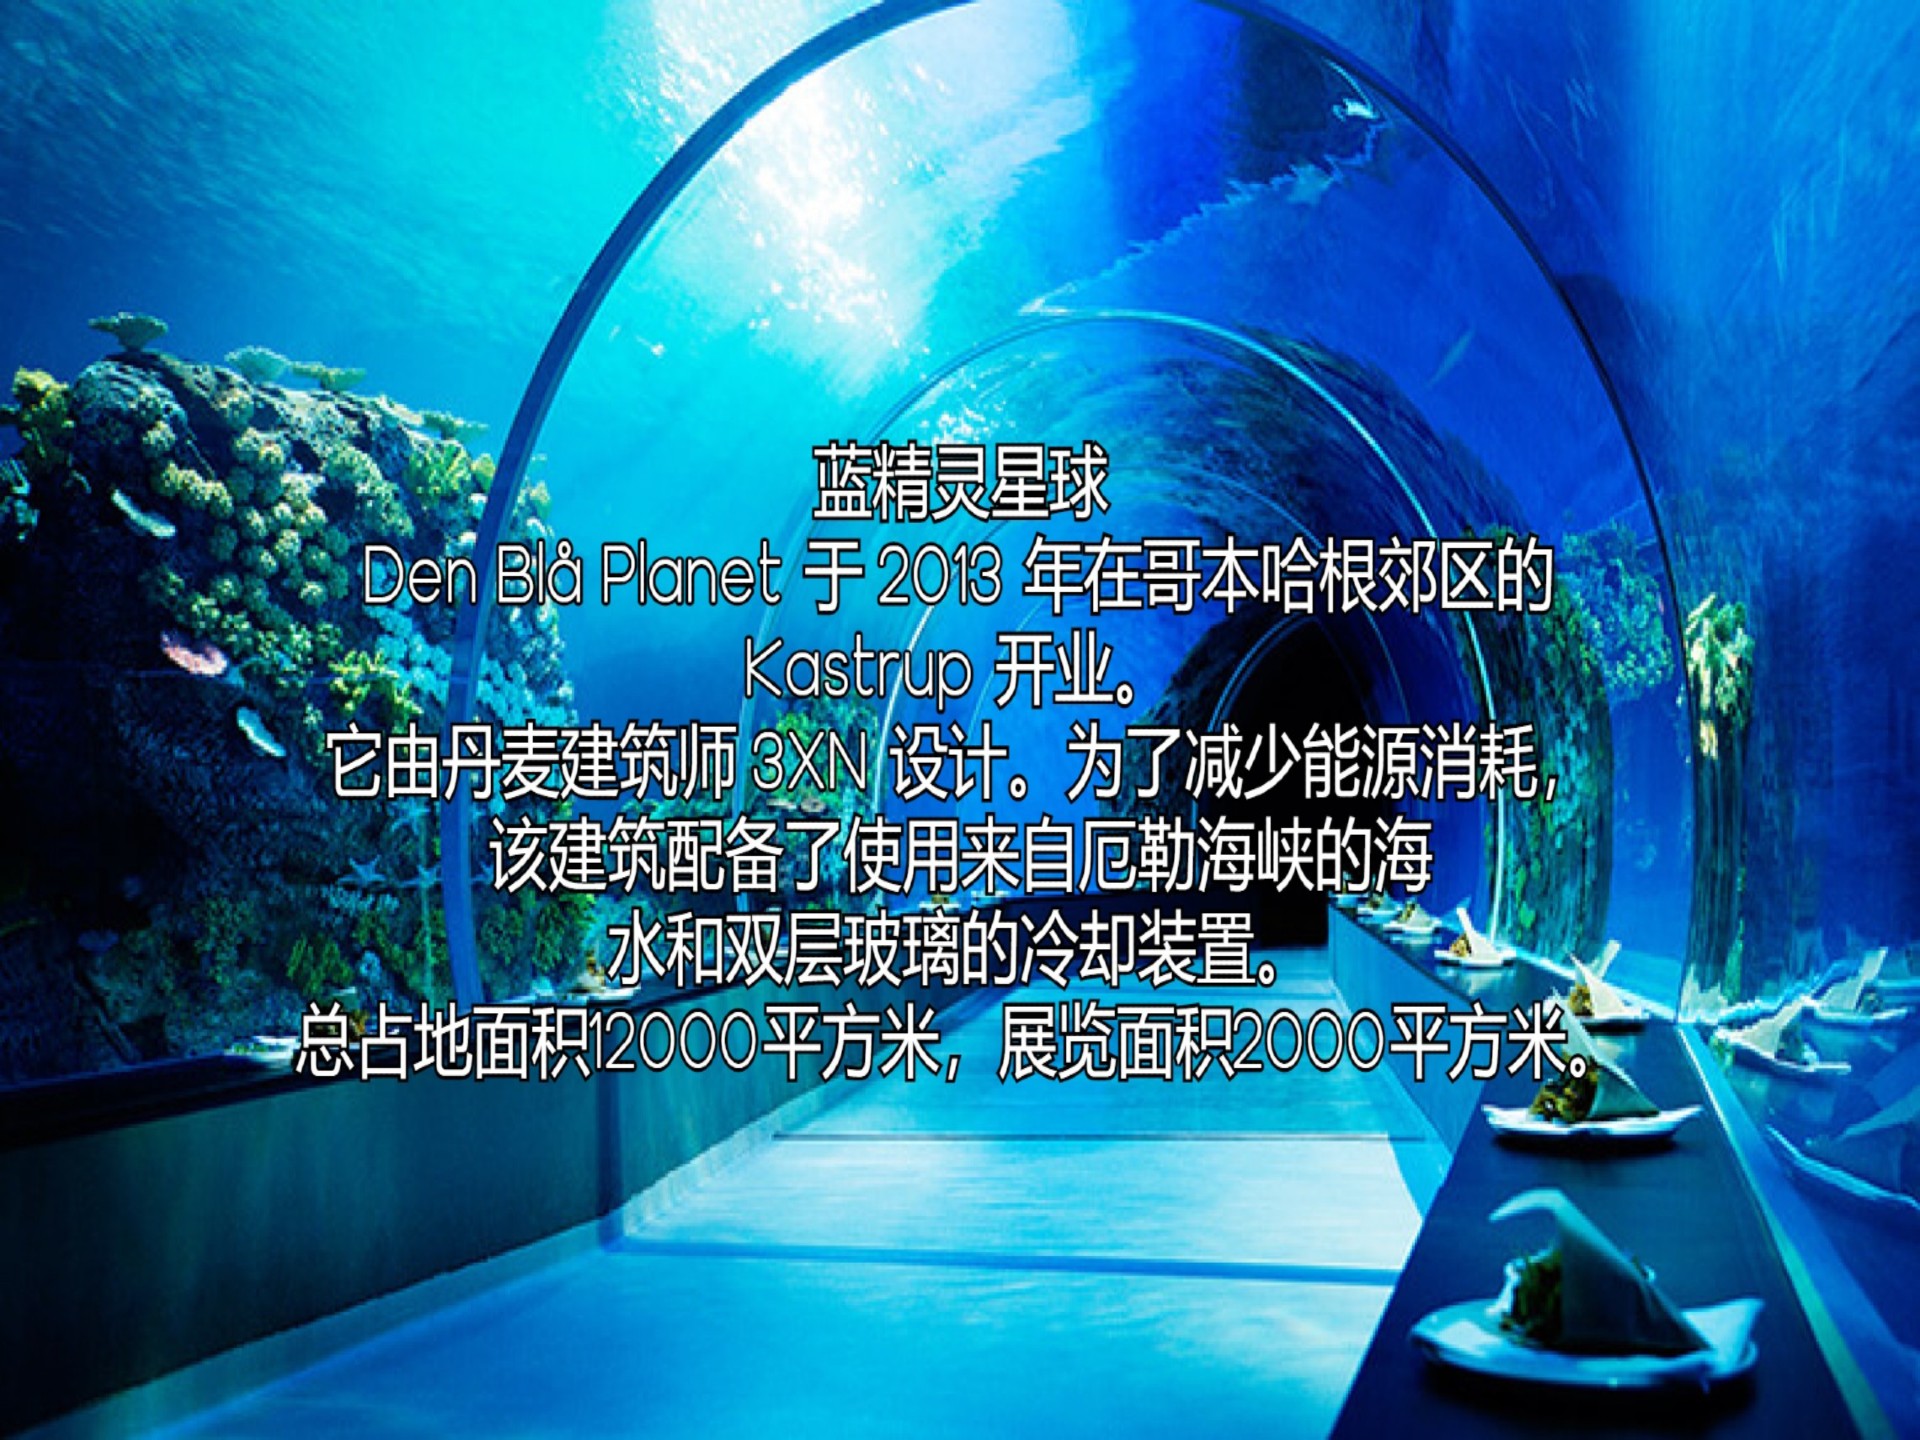 蓝精灵星球
Den Blå Planet 于 2013 年在哥本哈根郊区的
Kastrup 开业。
它由丹麦建筑师 3XN 设计。为了减少能源消耗，
该建筑配备了使用来自厄勒海峡的海
水和双层玻璃的冷却装置。
总占地面积12000平方米，展览面积2000平方米。